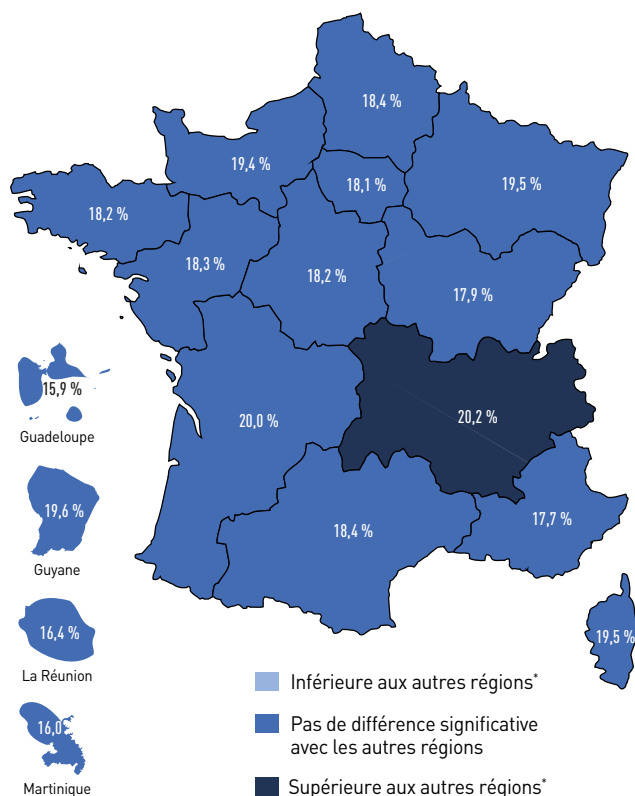 18,4 %
19,4 %
18,1 %
19,5 %
18,2 %
18,3 %
18,2 %
17,9 %
15,9 %
Guadeloupe
20,0 %
20,2 %
19,6 %
Guyane
18,4 %
17,7 %
16,4 %
La Réunion
19,5 %
16,0 %
Martinique
Inférieure aux autres régions*
Pas de différence significative
avec les autres régions
Supérieure aux autres régions*